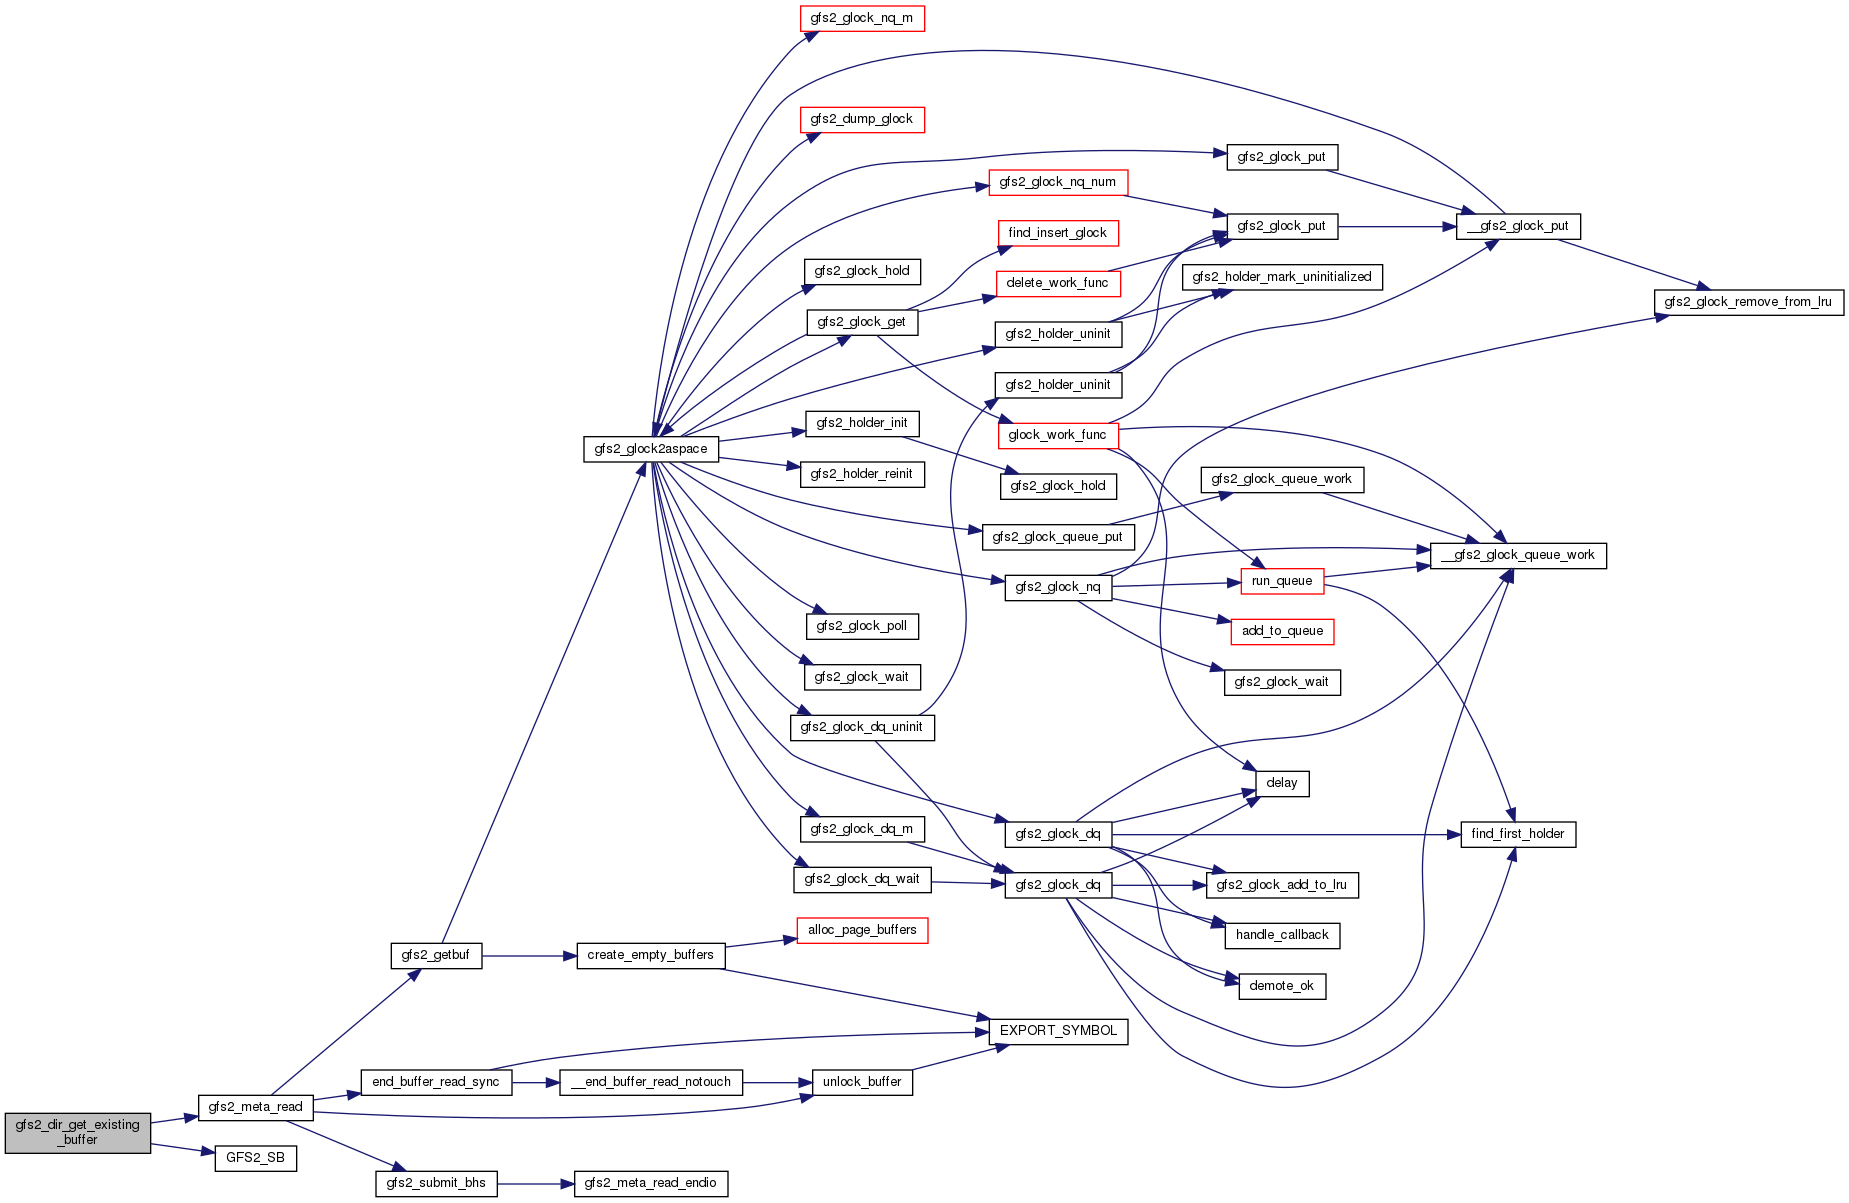 gfs2_glock_nq_m
gfs2_dump_glock
gfs2_glock_put
gfs2_glock_nq_num
gfs2_glock_put
__gfs2_glock_put
find_insert_glock
gfs2_glock_hold
gfs2_holder_mark_uninitialized
delete_work_func
gfs2_glock_remove_from_lru
gfs2_glock_get
gfs2_holder_uninit
gfs2_holder_uninit
gfs2_holder_init
glock_work_func
gfs2_glock2aspace
gfs2_holder_reinit
gfs2_glock_hold
gfs2_glock_queue_work
gfs2_glock_queue_put
__gfs2_glock_queue_work
gfs2_glock_nq
run_queue
gfs2_glock_poll
add_to_queue
gfs2_glock_wait
gfs2_glock_wait
gfs2_glock_dq_uninit
delay
gfs2_glock_dq_m
gfs2_glock_dq
find_first_holder
gfs2_glock_dq_wait
gfs2_glock_dq
gfs2_glock_add_to_lru
alloc_page_buffers
handle_callback
gfs2_getbuf
create_empty_buffers
demote_ok
EXPORT_SYMBOL
end_buffer_read_sync
__end_buffer_read_notouch
unlock_buffer
gfs2_meta_read
gfs2_dir_get_existing
_buffer
GFS2_SB
gfs2_submit_bhs
gfs2_meta_read_endio